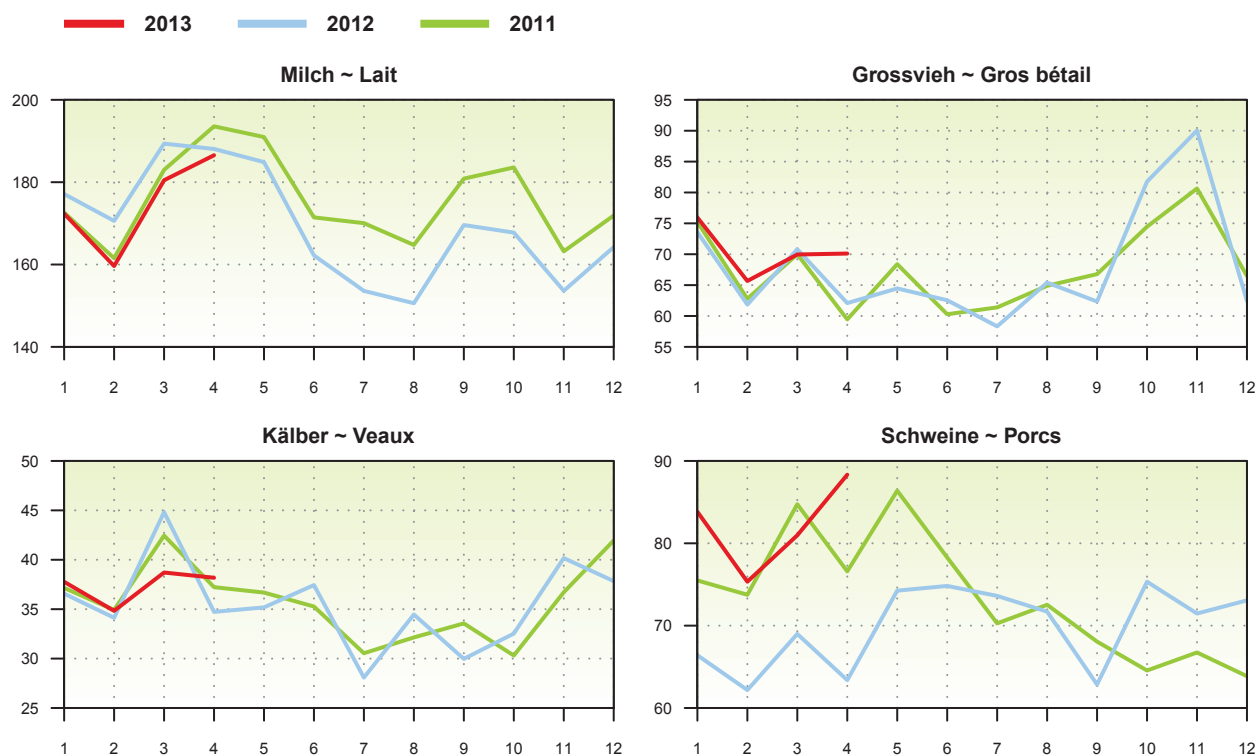 2013 2012 2011
Milch ~ Lait
200
180
160
140
1 2 3 4 5 6 7 8 9 10 11 12
Grossvieh ~ Gros bétail
95
90
85
80
75
70
65
60
55
1 2 3 4 5 6 7 8 9 10 11 12
Kälber ~ Veaux
50
45
40
35
30
25
1 2 3 4 5 6 7 8 9 10 11 12
Schweine ~ Porcs
90
80
70
60
1 2 3 4 5 6 7 8 9 10 11 12